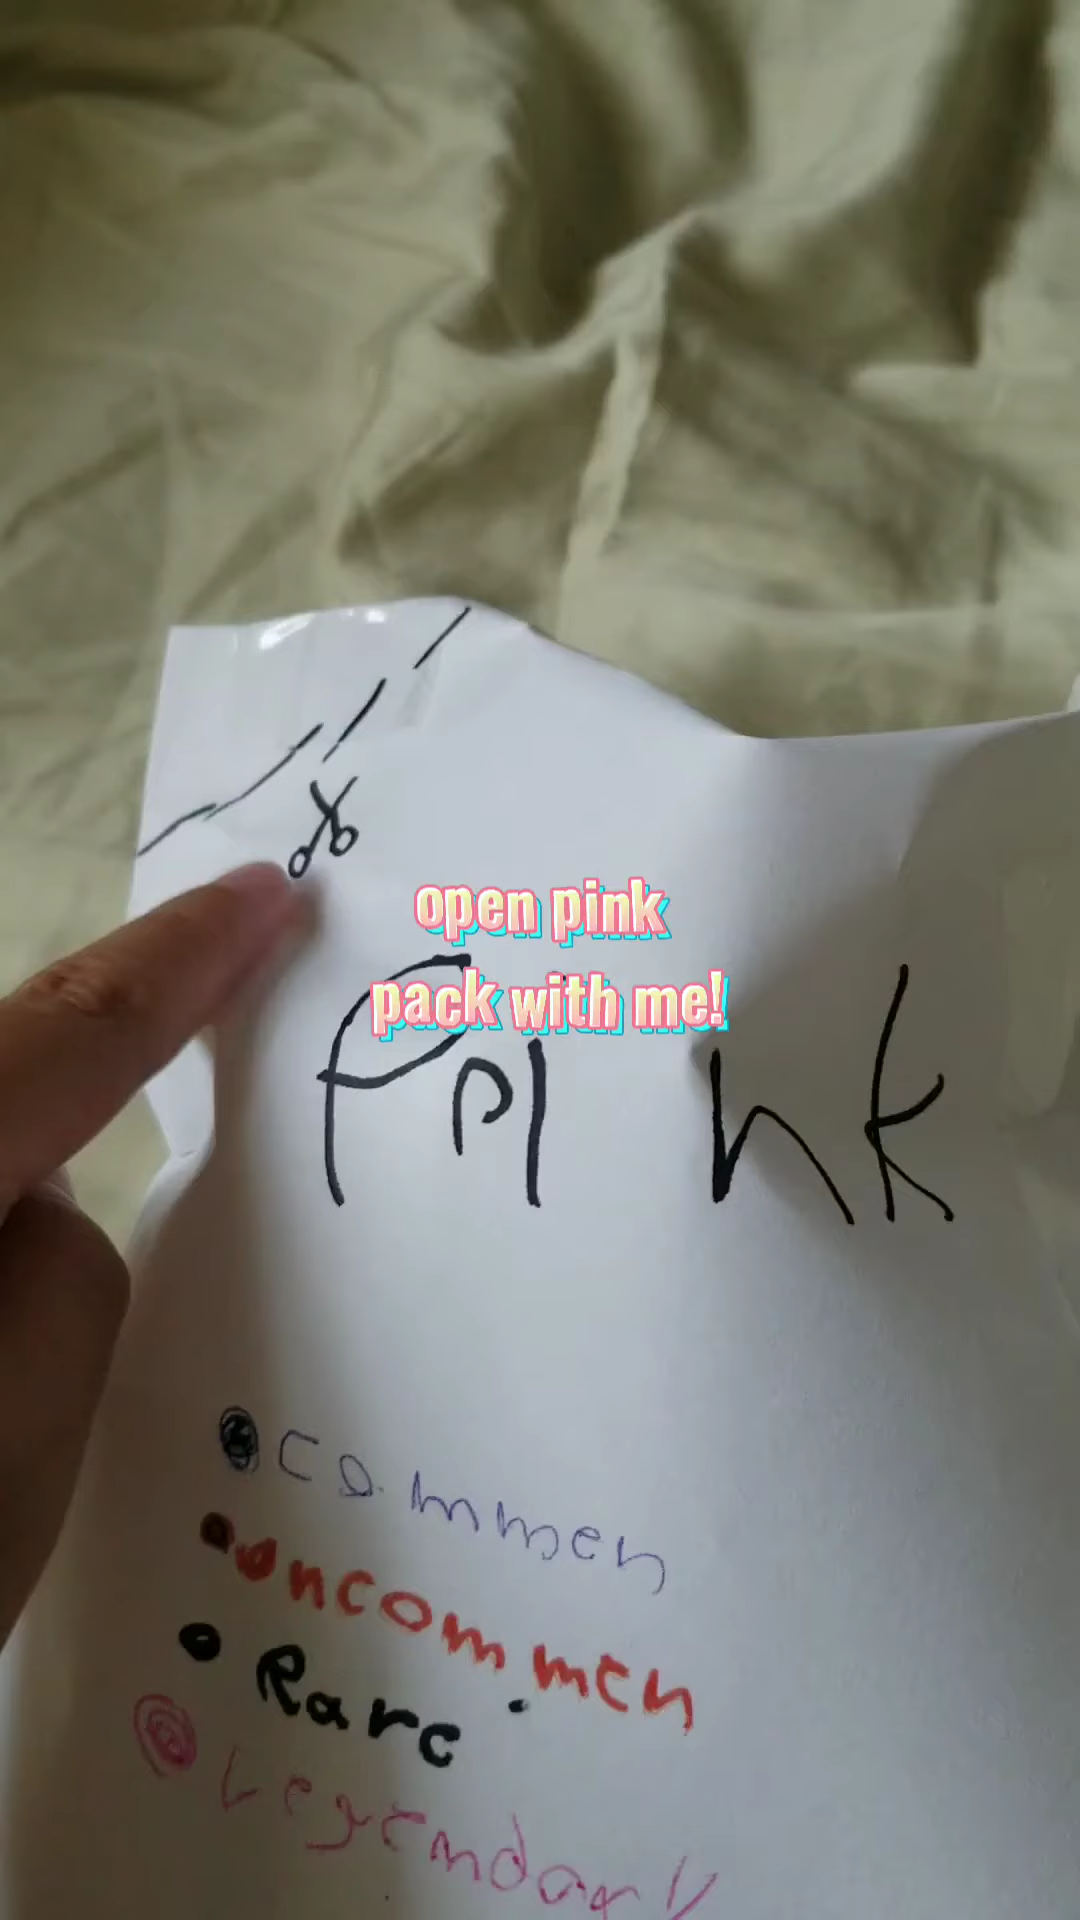 open pink
pack with me!
Pink
commen
uncommen
Rare
Legendary